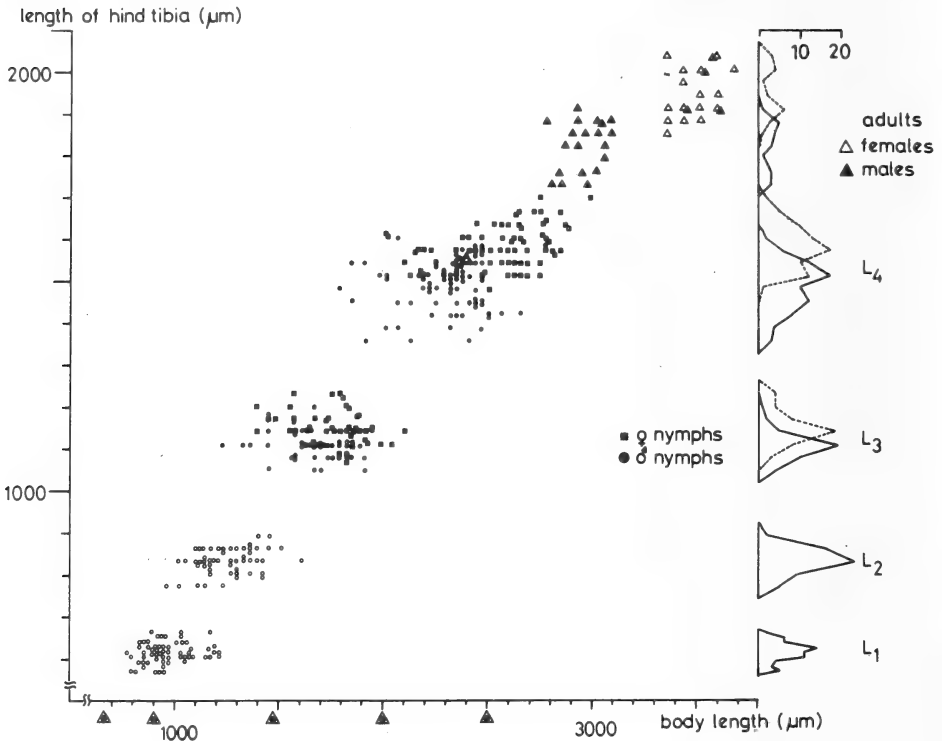 length of hind tibia (µm)
10 20
2000
adults
△ females
▲ males
L4
■ ♀ nymphs
● ♂ nymphs
L3
1000
L2
L1
body length (µm)
1000
3000